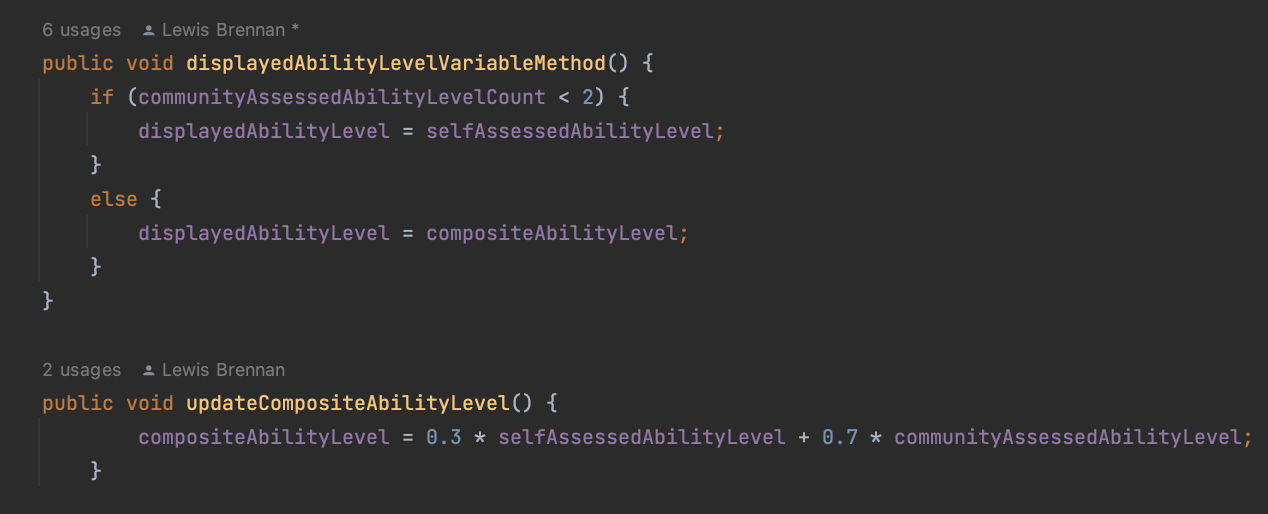 6 usages Lewis Brennan *
public void displayedAbilityLevelVariableMethod() {
if (communityAssessedAbilityLevelCount < 2) {
displayedAbilityLevel = selfAssessedAbilityLevel;
}
else {
displayedAbilityLevel = compositeAbilityLevel;
}
}
2 usages Lewis Brennan
public void updateCompositeAbilityLevel() {
compositeAbilityLevel = 0.3 * selfAssessedAbilityLevel + 0.7 * communityAssessedAbilityLevel;
}